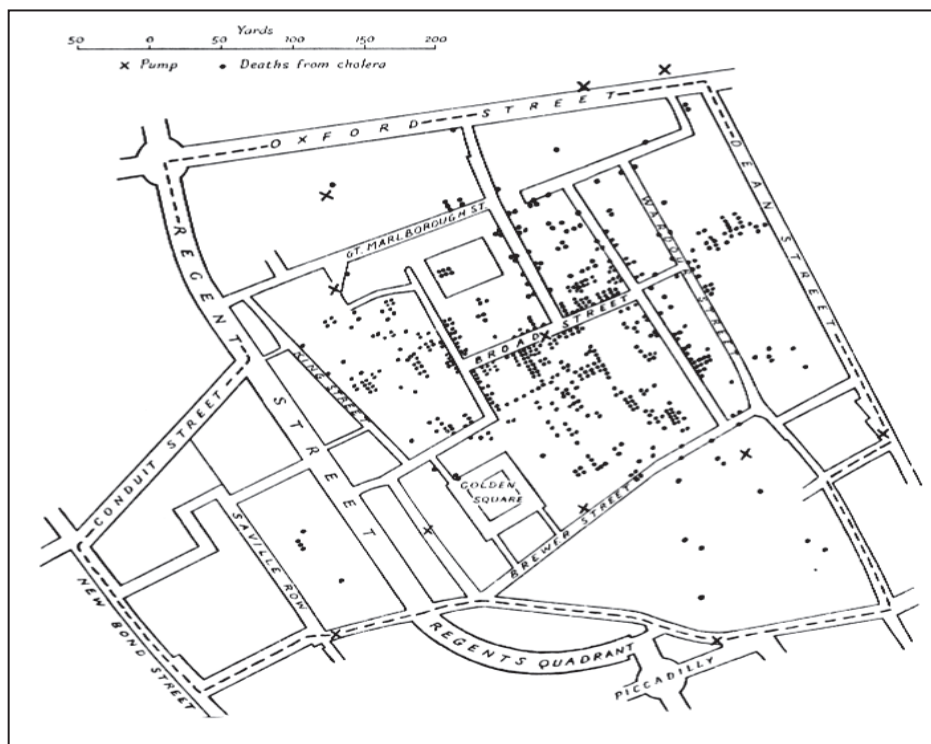 Yards
50 0 50 100 150 200
× Pump • Deaths from cholera
OXFORD STREET
REGENT STREET
GT. MARLBOROUGH ST.
WARDOUR STREET
DEAN STREET
BROAD STREET
KING STREET
CONDUIT STREET
GOLDEN
SQUARE
SAVILLE ROW
BREWER STREET
NEW BOND STREET
REGENTS QUADRANT
PICCADILLY